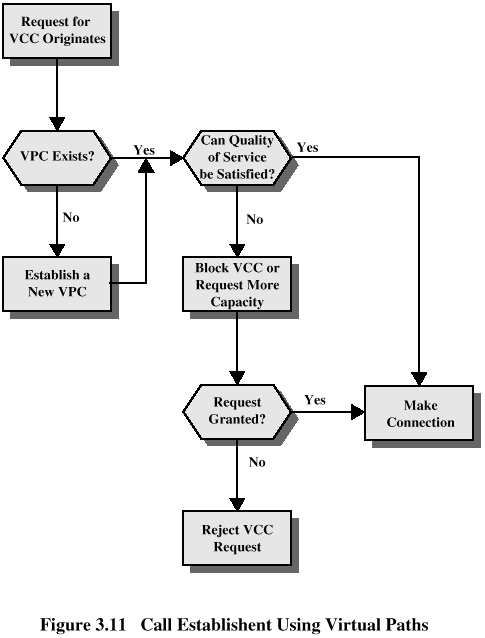 Request for
VCC Originates
VPC Exists?
Yes
Can Quality
of Service
be Satisfied?
Yes
No
No
Establish a
New VPC
Block VCC or
Request More
Capacity
Request
Granted?
Yes
Make
Connection
No
Reject VCC
Request
Figure 3.11 Call Establishent Using Virtual Paths